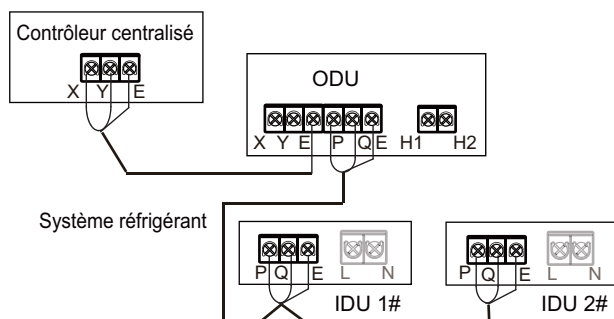 Contrôleur centralisé
X Y E
ODU
X Y E P Q E H1 H2
Système réfrigérant
P Q E L N
IDU 1#
P Q E L N
IDU 2#